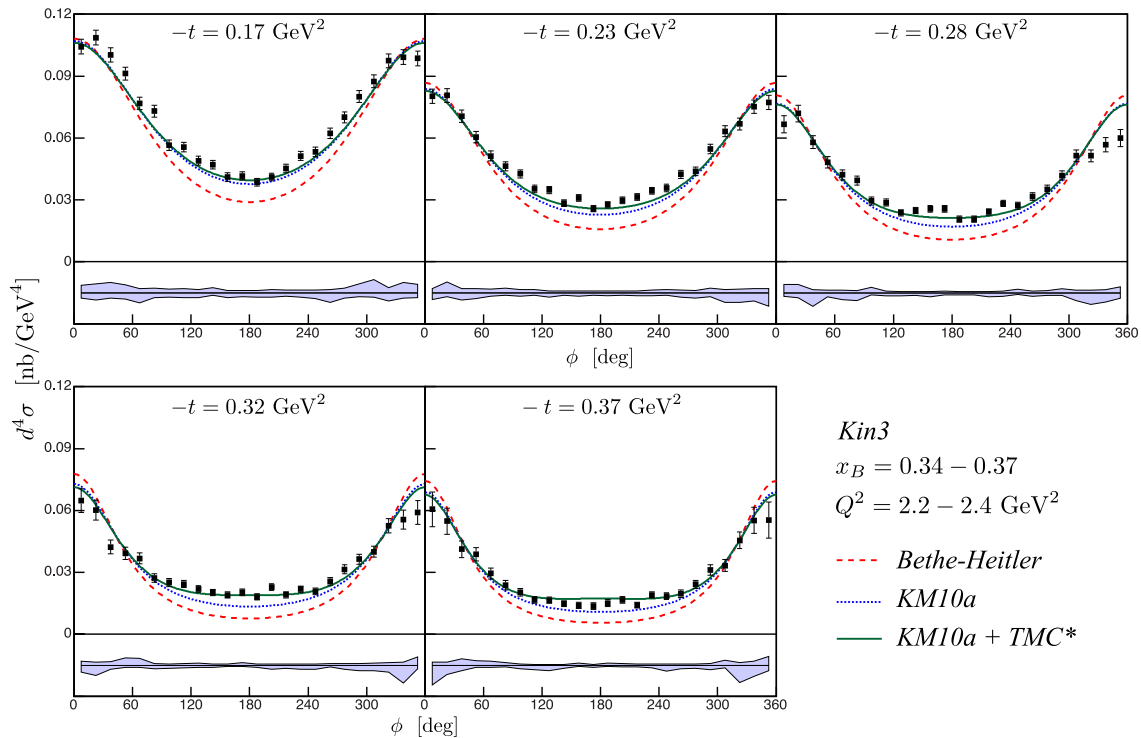 −t = 0.17 GeV²
−t = 0.23 GeV²
−t = 0.28 GeV²
0.12
0.09
0.06
0.03
0
0 60 120 180 240 300 0 60 120 180 240 300 0 60 120 180 240 300 360
ϕ [deg]
d⁴σ [nb/GeV⁴]
−t = 0.32 GeV²
− t = 0.37 GeV²
0.12
0.09
0.06
0.03
0
0 60 120 180 240 300 0 60 120 180 240 300 360
ϕ [deg]
Kin3
x_B = 0.34 − 0.37
Q² = 2.2 − 2.4 GeV²
Bethe-Heitler
KM10a
KM10a + TMC*